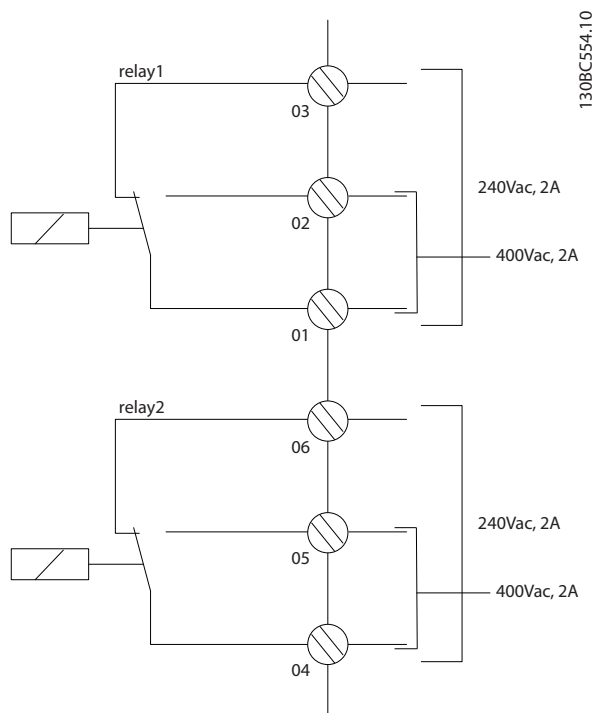 130BC554.10
relay1
03
240Vac, 2A
02
400Vac, 2A
01
relay2
06
240Vac, 2A
05
400Vac, 2A
04